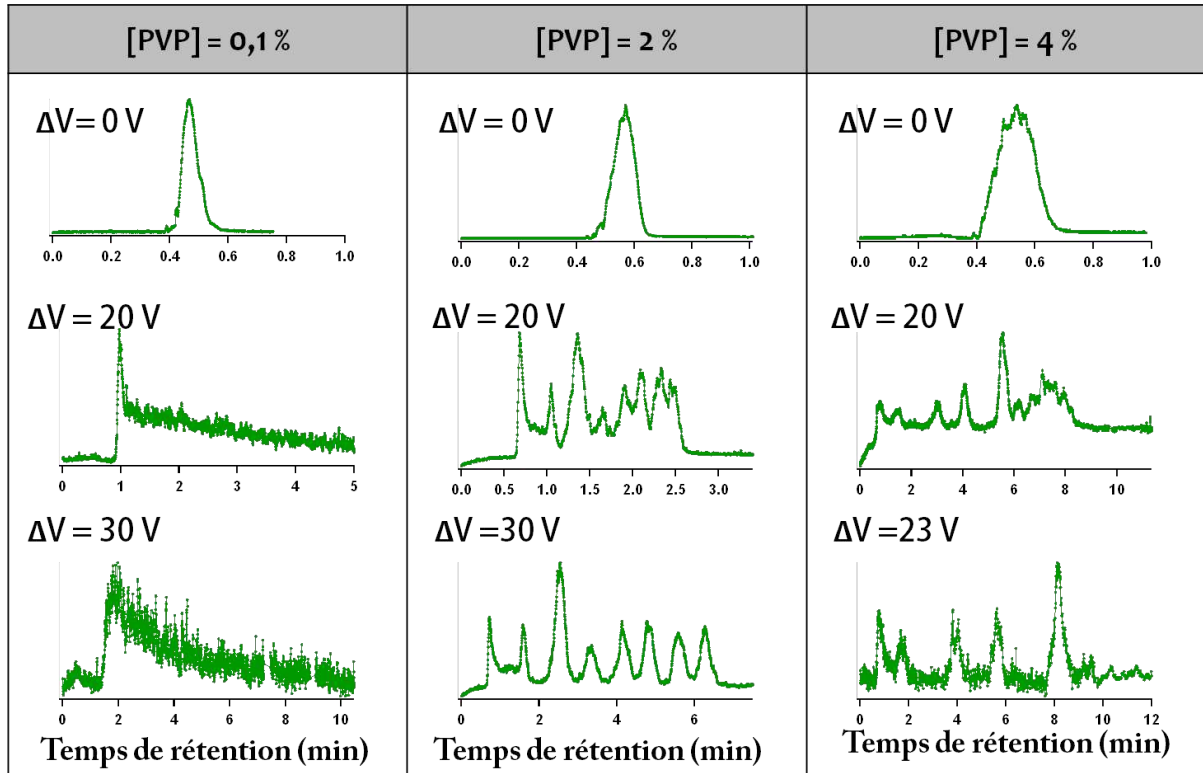 [PVP] = 0,1 %
[PVP] = 2 %
[PVP] = 4 %
ΔV= 0 V
0.0 0.2 0.4 0.6 0.8 1.0
ΔV= 0 V
0.0 0.2 0.4 0.6 0.8 1.0
ΔV= 0 V
0.0 0.2 0.4 0.6 0.8 1.0
ΔV = 20 V
0 1 2 3 4 5
ΔV = 20 V
0.0 0.5 1.0 1.5 2.0 2.5 3.0
ΔV = 20 V
0 2 4 6 8 10
ΔV = 30 V
0 2 4 6 8 10
Temps de rétention (min)
ΔV =30 V
0 2 4 6
Temps de rétention (min)
ΔV =23 V
0 2 4 6 8 10 12
Temps de rétention (min)